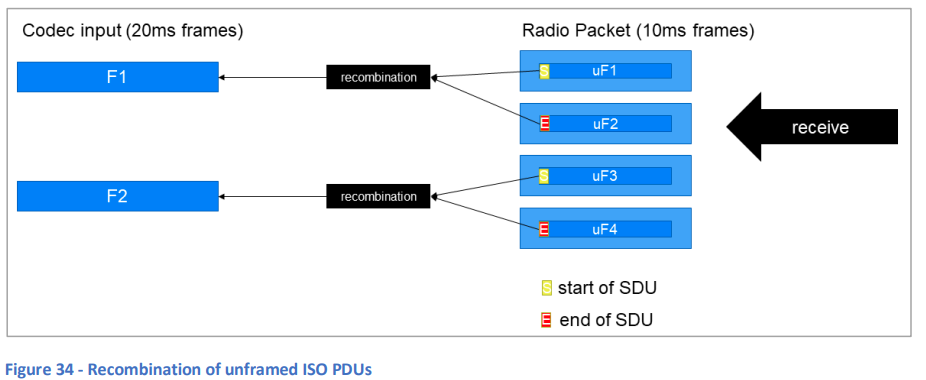 Codec input (20ms frames)
Radio Packet (10ms frames)
F1
recombination
S
uF1
E
uF2
receive
F2
recombination
S
uF3
E
uF4
S start of SDU
E end of SDU
Figure 34 - Recombination of unframed ISO PDUs